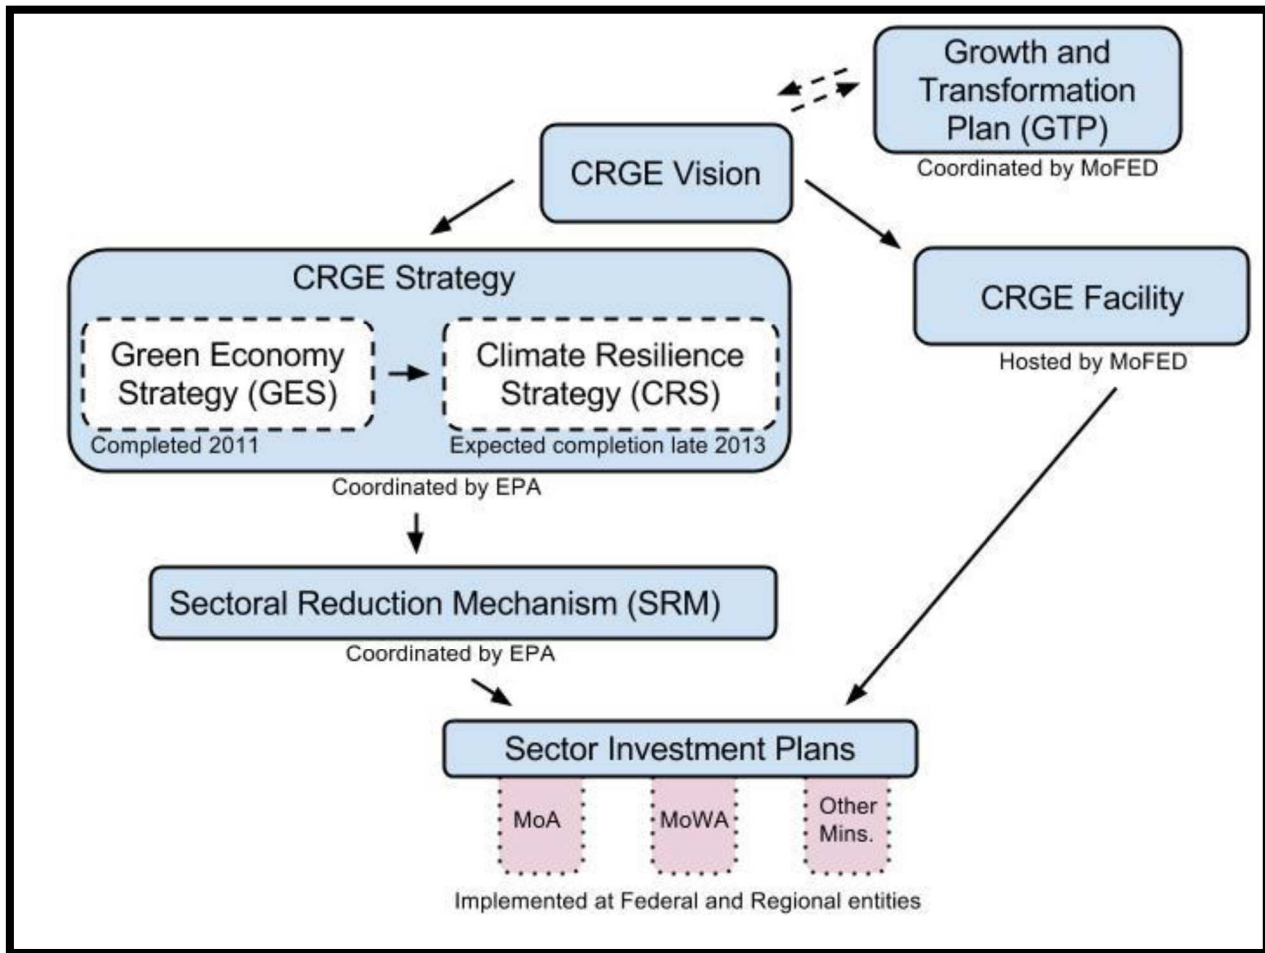 Growth and
Transformation
Plan (GTP)
Coordinated by MoFED
CRGE Vision
CRGE Strategy
Green Economy
Strategy (GES)
Completed 2011
Climate Resilience
Strategy (CRS)
Expected completion late 2013
Coordinated by EPA
CRGE Facility
Hosted by MoFED
Sectoral Reduction Mechanism (SRM)
Coordinated by EPA
Sector Investment Plans
MoA
MoWA
Other
Mins.
Implemented at Federal and Regional entities